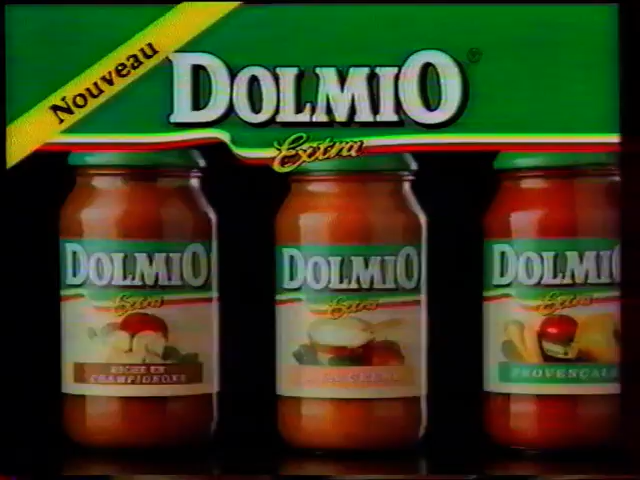 Nouveau
DOLMIO®
Extra
DOLMIO
Extra
RICHE EN
CHAMPIGNONS
DOLMIO
Extra
DOLMIO
Extra
PROVENÇALE